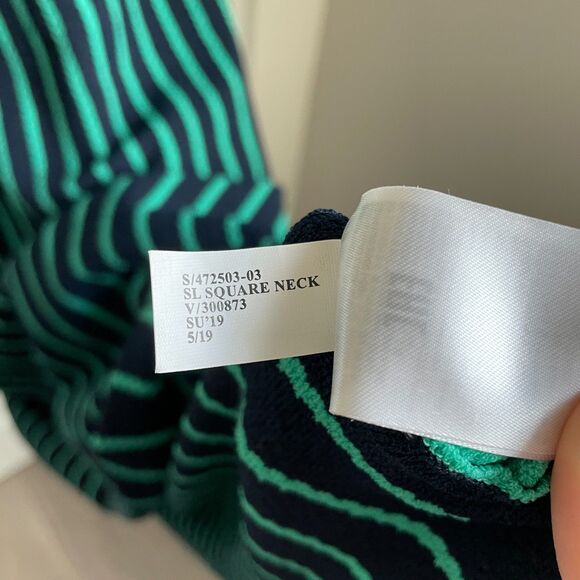 S/472503-03
SL SQUARE NECK
V/300873
SU'19
5/19